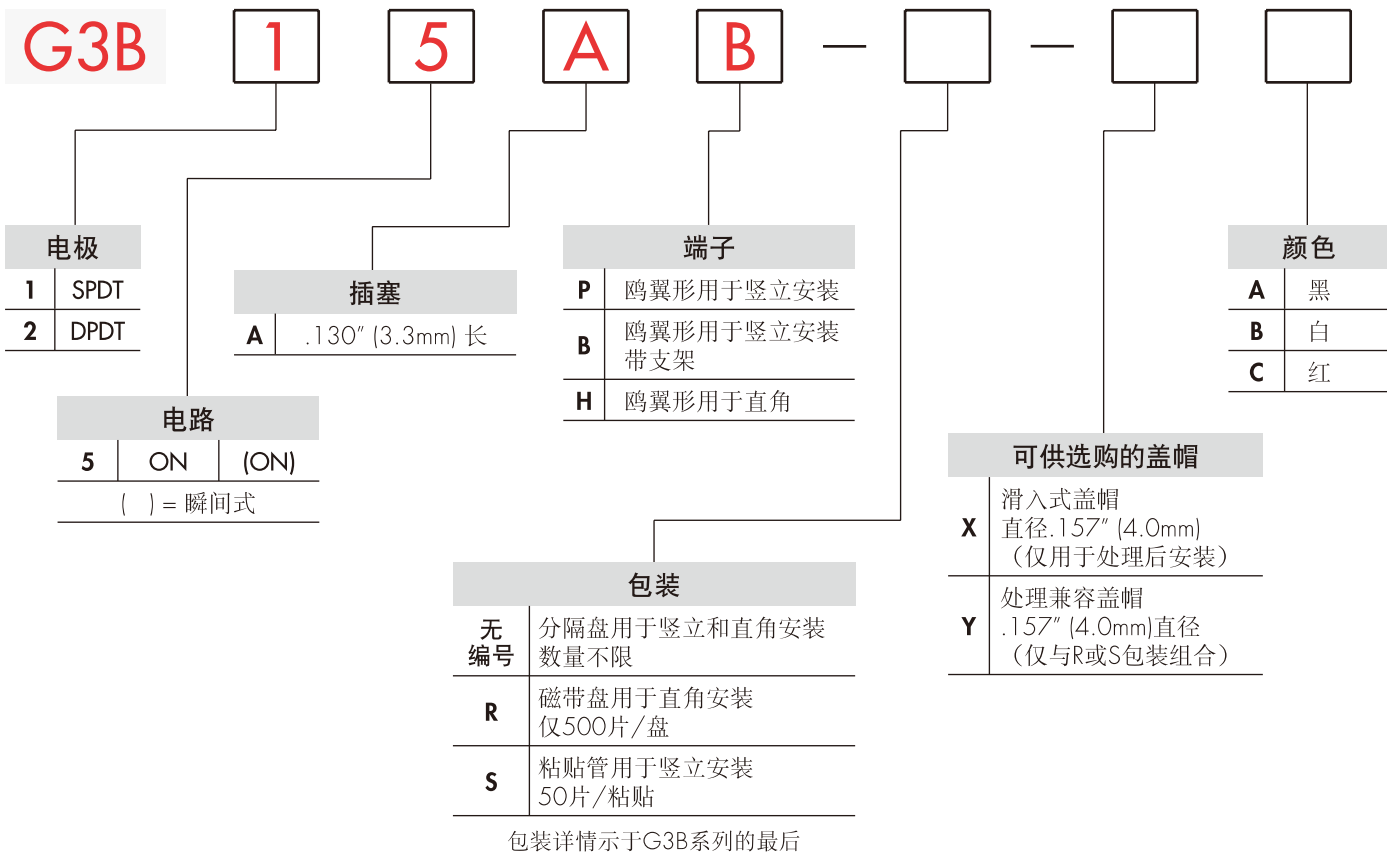 G3B 1 5 A B — —
电极
1 SPDT
2 DPDT
电路
5 ON (ON)
( ) = 瞬间式
插塞
A .130” (3.3mm) 长
端子
P 鸥翼形用于竖立安装
B 鸥翼形用于竖立安装
带支架
H 鸥翼形用于直角
包装
无
编号
分隔盘用于竖立和直角安装
数量不限
R 磁带盘用于直角安装
仅500片/盘
S 粘贴管用于竖立安装
50片/粘贴
包装详情示于G3B系列的最后
可供选购的盖帽
X 滑入式盖帽
直径.157” (4.0mm)
（仅用于处理后安装）
Y 处理兼容盖帽
.157” (4.0mm)直径
（仅与R或S包装组合）
颜色
A 黑
B 白
C 红